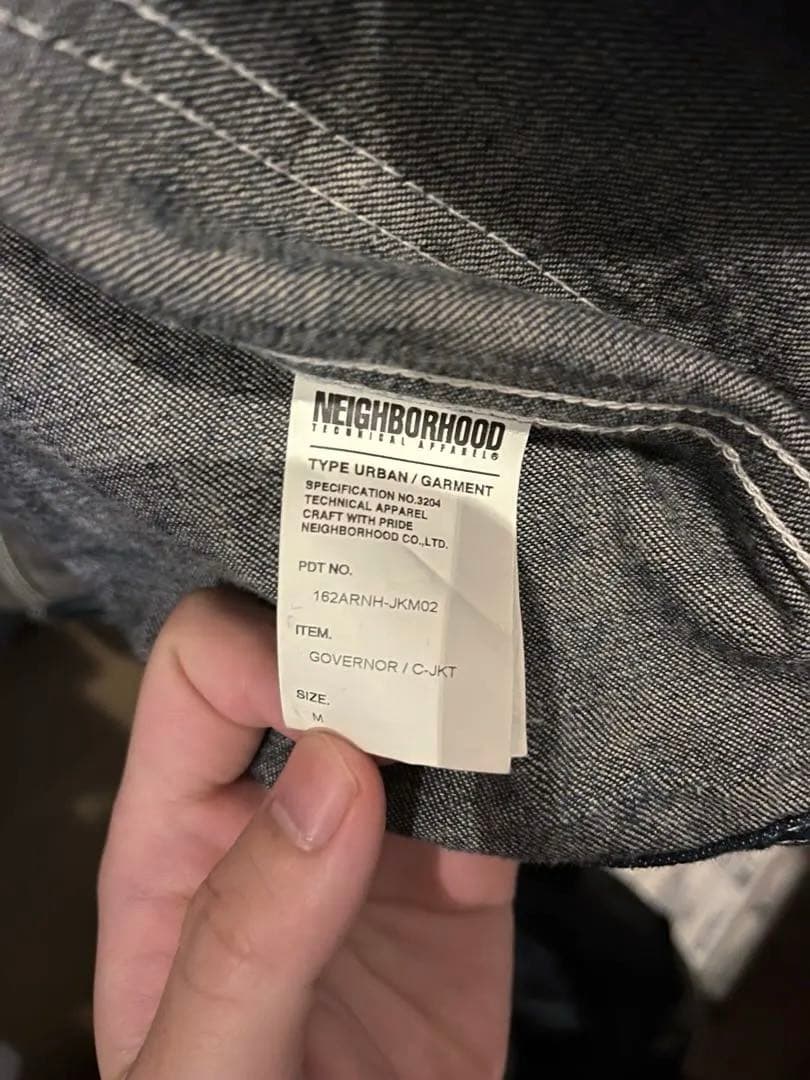 NEIGHBORHOOD
TECHNICAL APPAREL®
TYPE URBAN / GARMENT
SPECIFICATION NO.3204
TECHNICAL APPAREL
CRAFT WITH PRIDE
NEIGHBORHOOD CO.,LTD.
PDT NO.
162ARNH-JKM02
ITEM.
GOVERNOR / C-JKT
SIZE.
M